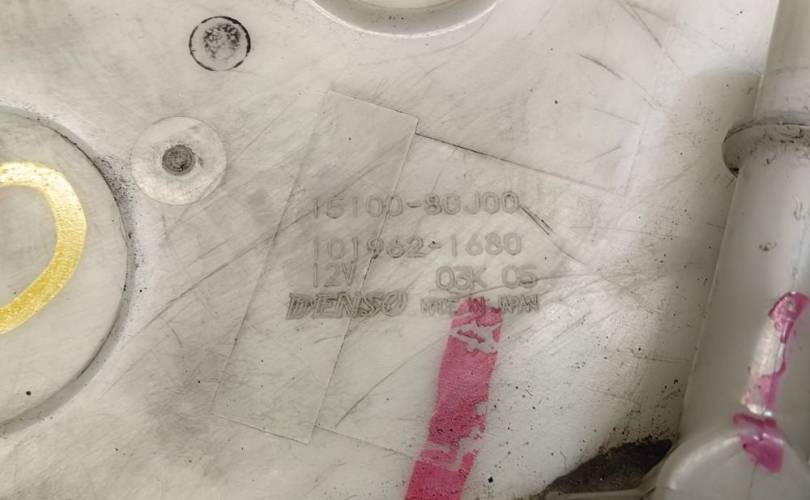 15100-80J00
101962-1680
12V 03K 05
DENSO MADE IN JAPAN